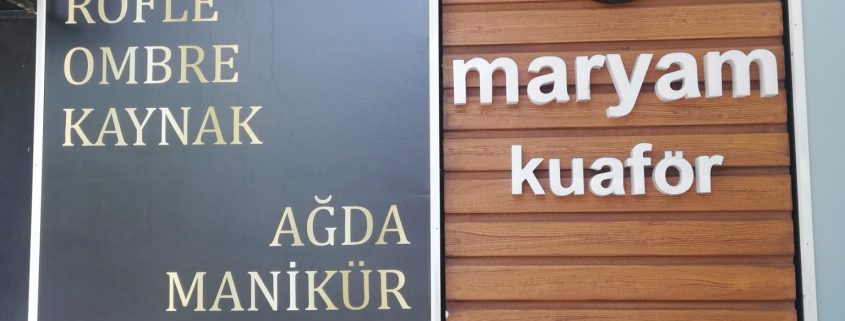 RÖFLE
OMBRE
KAYNAK
AĞDA
MANİKÜR
maryam
kuaför